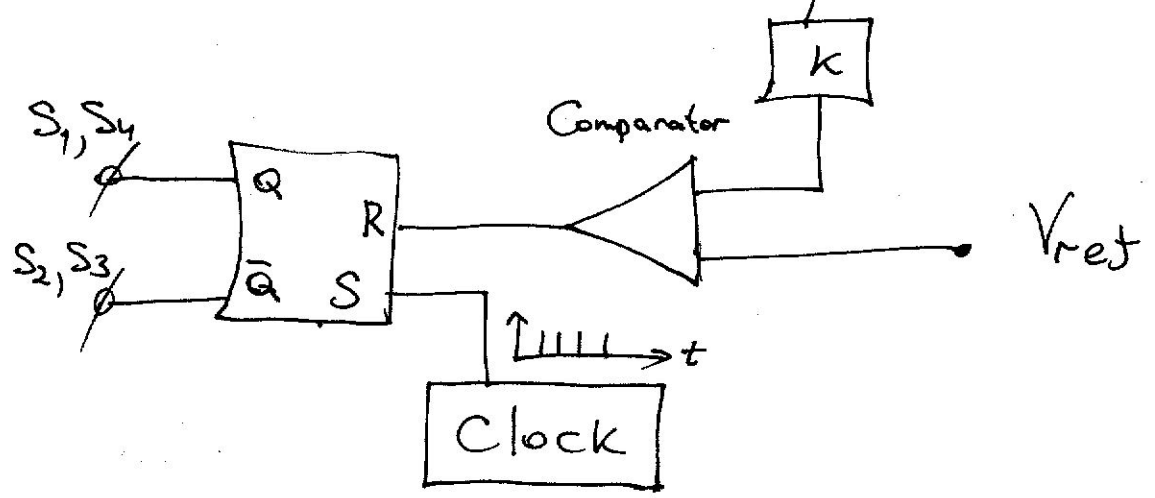 K
Comparator
S1, S4
Q
R
Vref
S2, S3
Q̄
S
t
Clock